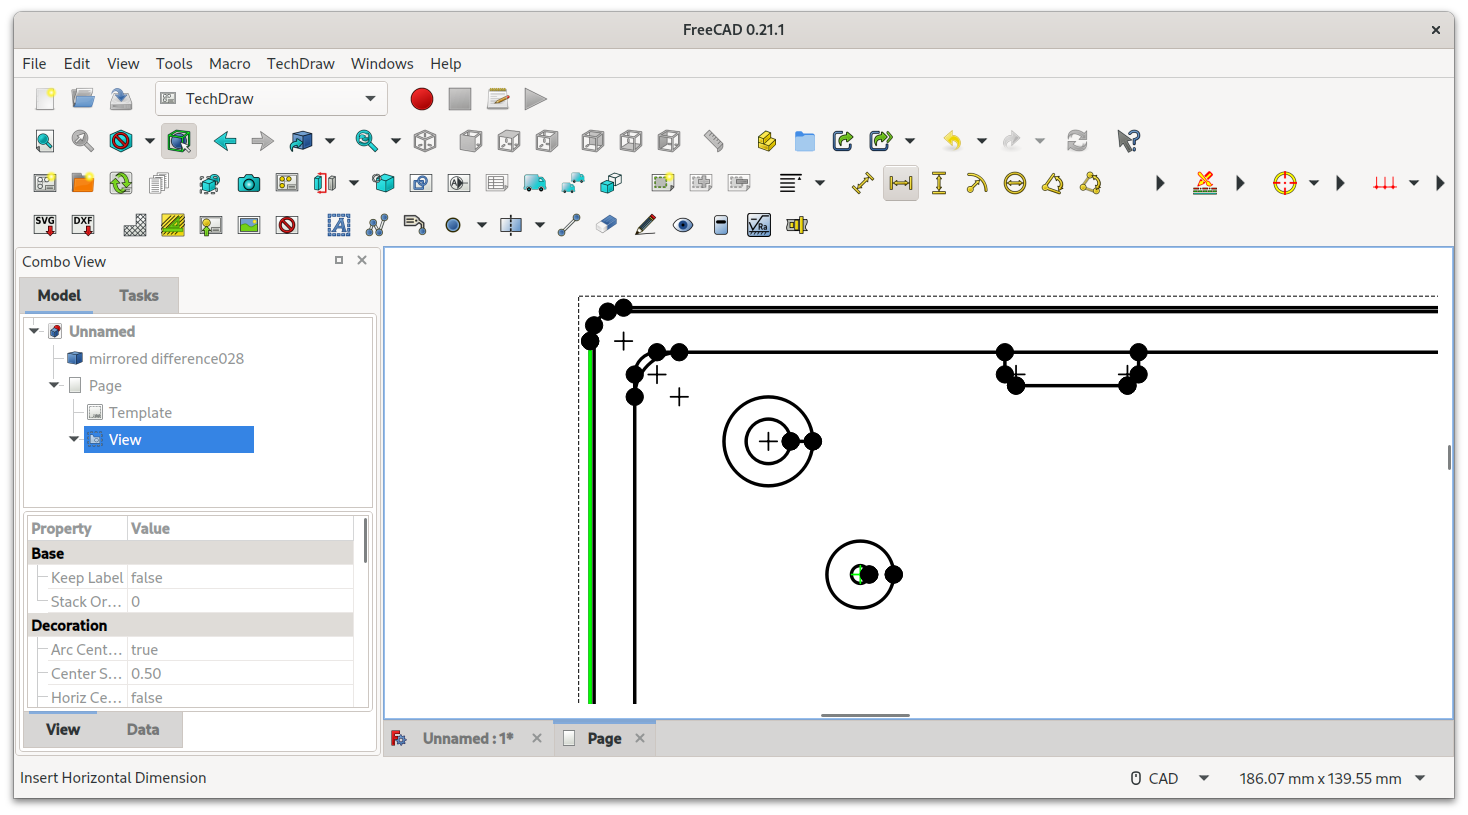 FreeCAD 0.21.1
File Edit View Tools Macro TechDraw Windows Help
TechDraw
SVG DXF
A
A
Ra
Combo View
Model Tasks
Unnamed
mirrored difference028
Page
Template
View
Property Value
Base
Keep Label false
Stack Or... 0
Decoration
Arc Cent... true
Center S... 0.50
Horiz Ce... false
View Data
Unnamed : 1*
Page
Insert Horizontal Dimension
CAD
186.07 mm x 139.55 mm